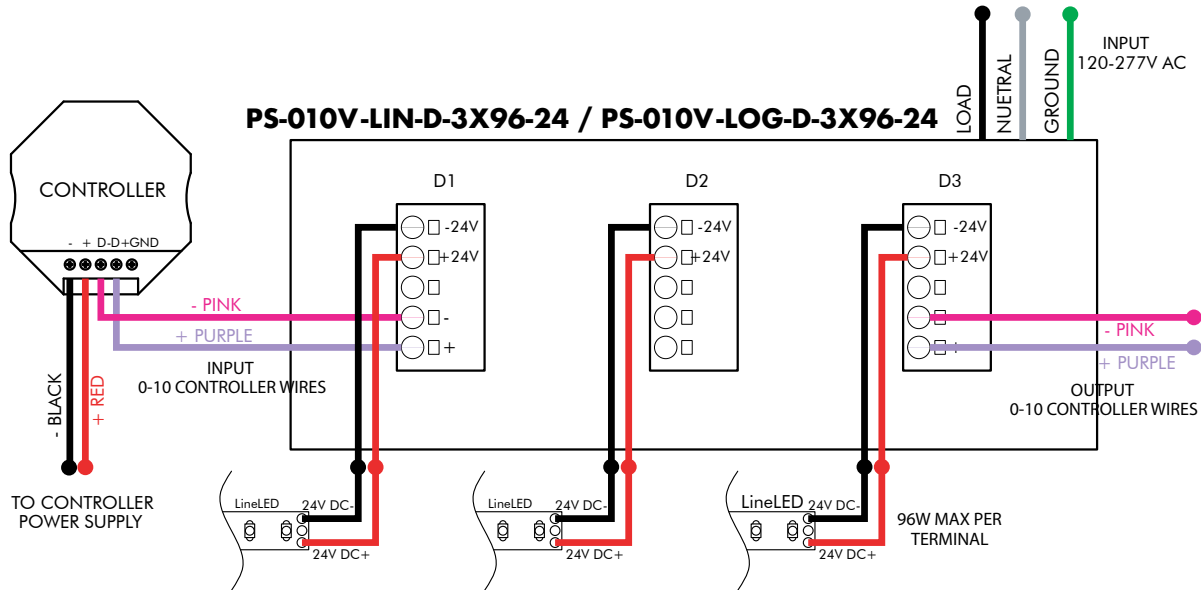 INPUT
120-277V AC
LOAD
NUETRAL
GROUND
PS-010V-LIN-D-3X96-24 / PS-010V-LOG-D-3X96-24
CONTROLLER
- + D-D+GND
D1
D2
D3
-24V
+24V
-
+
-24V
+24V
-24V
+24V
+
- PINK
+ PURPLE
INPUT
0-10 CONTROLLER WIRES
- PINK
+ PURPLE
OUTPUT
0-10 CONTROLLER WIRES
- BLACK
+ RED
TO CONTROLLER
POWER SUPPLY
LineLED
24V DC-
24V DC+
LineLED
24V DC-
24V DC+
LineLED
24V DC-
24V DC+
96W MAX PER
TERMINAL